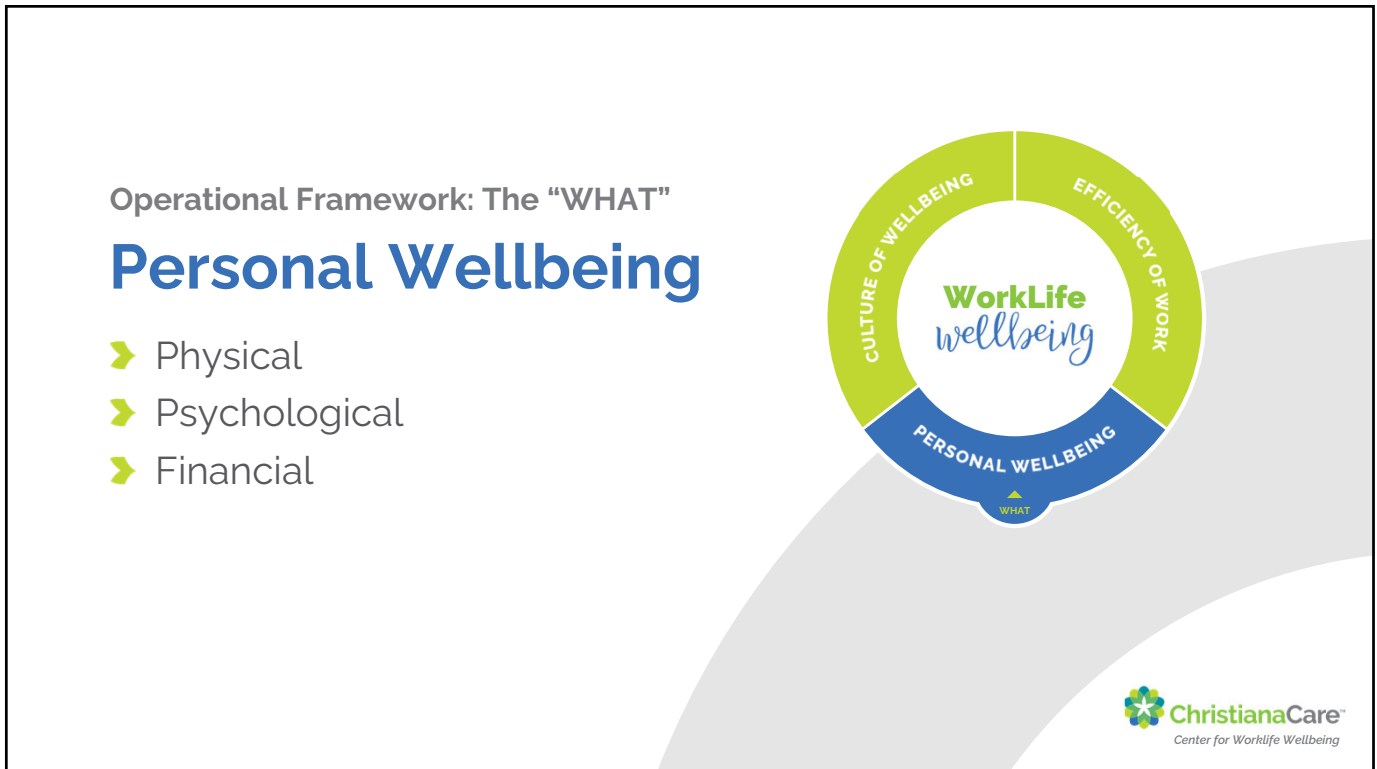 Operational Framework: The “WHAT”
Personal Wellbeing
Physical
Psychological
Financial
CULTURE OF WELLBEING
EFFICIENCY OF WORK
WorkLife
wellbeing
PERSONAL WELLBEING
WHAT
ChristianaCare™
Center for Worklife Wellbeing